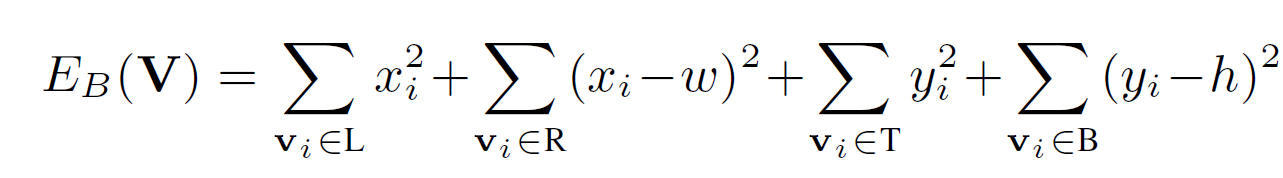 E_B(𝐕) = ∑_{𝐯_i∈L} x_i^2 + ∑_{𝐯_i∈R} (x_i − w)^2 + ∑_{𝐯_i∈T} y_i^2 + ∑_{𝐯_i∈B} (y_i − h)^2